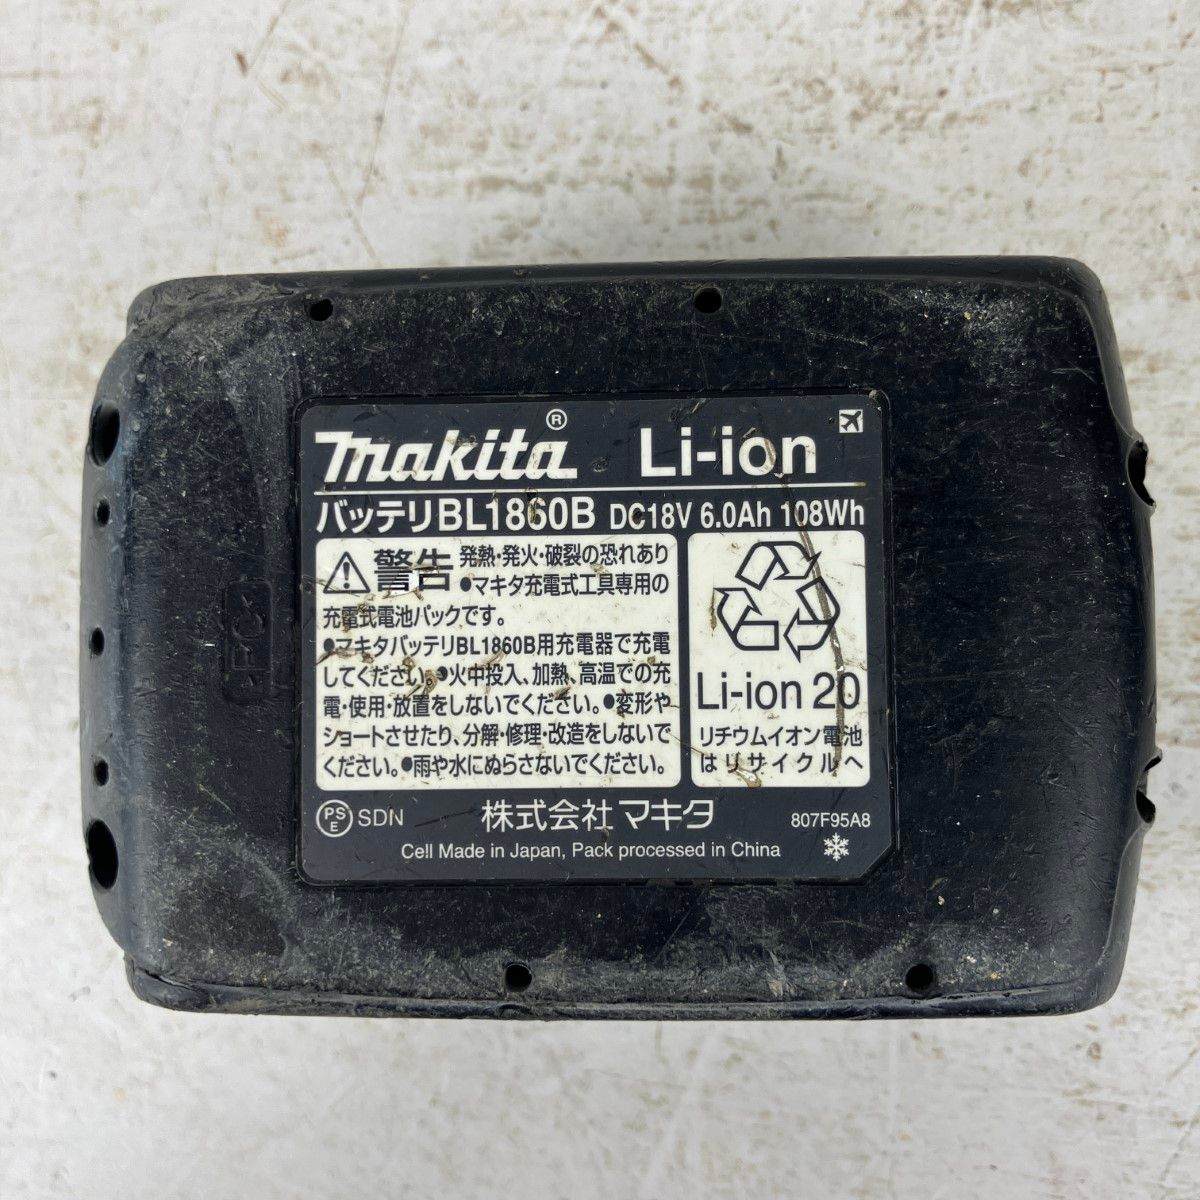 makita® Li-ion
バッテリBL1860B DC18V 6.0Ah 108Wh
警告 発熱・発火・破裂の恐れあり
●マキタ充電式工具専用の
充電式電池パックです。
●マキタバッテリBL1860B用充電器で充電
してください。●火中投入、加熱、高温での充
電・使用・放置をしないでください。●変形や
ショートさせたり、分解・修理・改造をしないで
ください。●雨や水にぬらさないでください。
Li-ion 20
リチウムイオン電池
はリサイクルへ
PS
E
SDN 株式会社マキタ 807F95A8
Cell Made in Japan, Pack processed in China